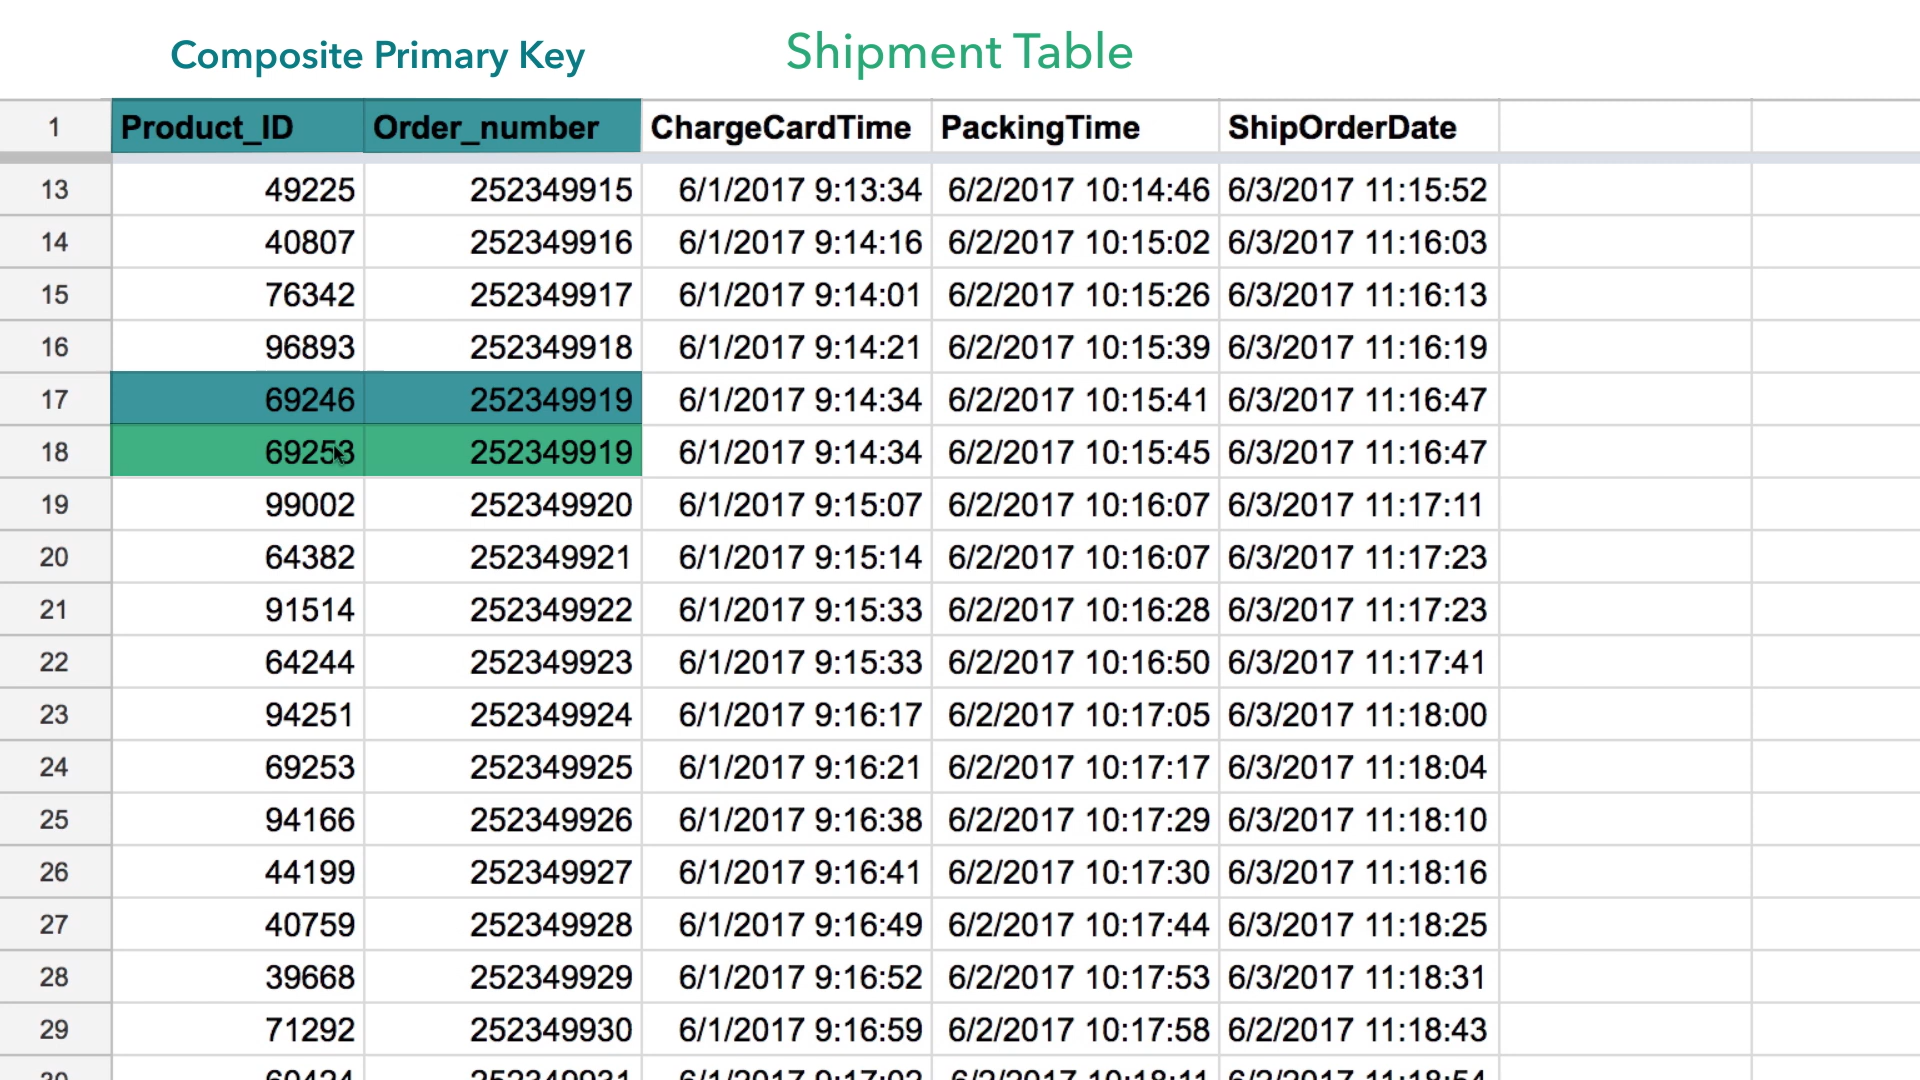 Composite Primary Key Shipment Table
1 Product_ID Order_number ChargeCardTime PackingTime ShipOrderDate
13 49225 252349915 6/1/2017 9:13:34 6/2/2017 10:14:46 6/3/2017 11:15:52
14 40807 252349916 6/1/2017 9:14:16 6/2/2017 10:15:02 6/3/2017 11:16:03
15 76342 252349917 6/1/2017 9:14:01 6/2/2017 10:15:26 6/3/2017 11:16:13
16 96893 252349918 6/1/2017 9:14:21 6/2/2017 10:15:39 6/3/2017 11:16:19
17 69246 252349919 6/1/2017 9:14:34 6/2/2017 10:15:41 6/3/2017 11:16:47
18 69253 252349919 6/1/2017 9:14:34 6/2/2017 10:15:45 6/3/2017 11:16:47
19 99002 252349920 6/1/2017 9:15:07 6/2/2017 10:16:07 6/3/2017 11:17:11
20 64382 252349921 6/1/2017 9:15:14 6/2/2017 10:16:07 6/3/2017 11:17:23
21 91514 252349922 6/1/2017 9:15:33 6/2/2017 10:16:28 6/3/2017 11:17:23
22 64244 252349923 6/1/2017 9:15:33 6/2/2017 10:16:50 6/3/2017 11:17:41
23 94251 252349924 6/1/2017 9:16:17 6/2/2017 10:17:05 6/3/2017 11:18:00
24 69253 252349925 6/1/2017 9:16:21 6/2/2017 10:17:17 6/3/2017 11:18:04
25 94166 252349926 6/1/2017 9:16:38 6/2/2017 10:17:29 6/3/2017 11:18:10
26 44199 252349927 6/1/2017 9:16:41 6/2/2017 10:17:30 6/3/2017 11:18:16
27 40759 252349928 6/1/2017 9:16:49 6/2/2017 10:17:44 6/3/2017 11:18:25
28 39668 252349929 6/1/2017 9:16:52 6/2/2017 10:17:53 6/3/2017 11:18:31
29 71292 252349930 6/1/2017 9:16:59 6/2/2017 10:17:58 6/2/2017 11:18:43